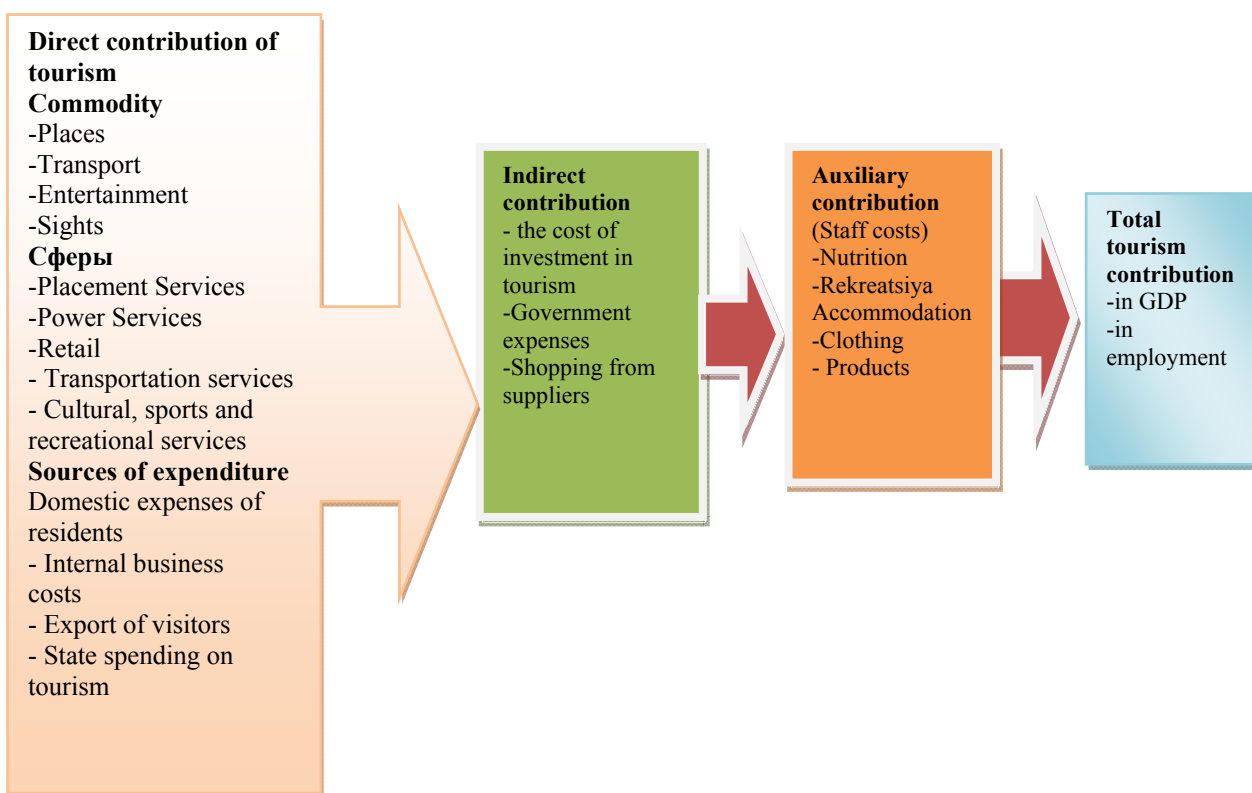 Direct contribution of
tourism
Commodity
-Places
-Transport
-Entertainment
-Sights
Сферы
-Placement Services
-Power Services
-Retail
- Transportation services
- Cultural, sports and
recreational services
Sources of expenditure
Domestic expenses of
residents
- Internal business
costs
- Export of visitors
- State spending on
tourism
Indirect
contribution
- the cost of
investment in
tourism
-Government
expenses
-Shopping from
suppliers
Auxiliary
contribution
(Staff costs)
-Nutrition
-Rekreatsiya
Accommodation
-Clothing
- Products
Total
tourism
contribution
-in GDP
-in
employment